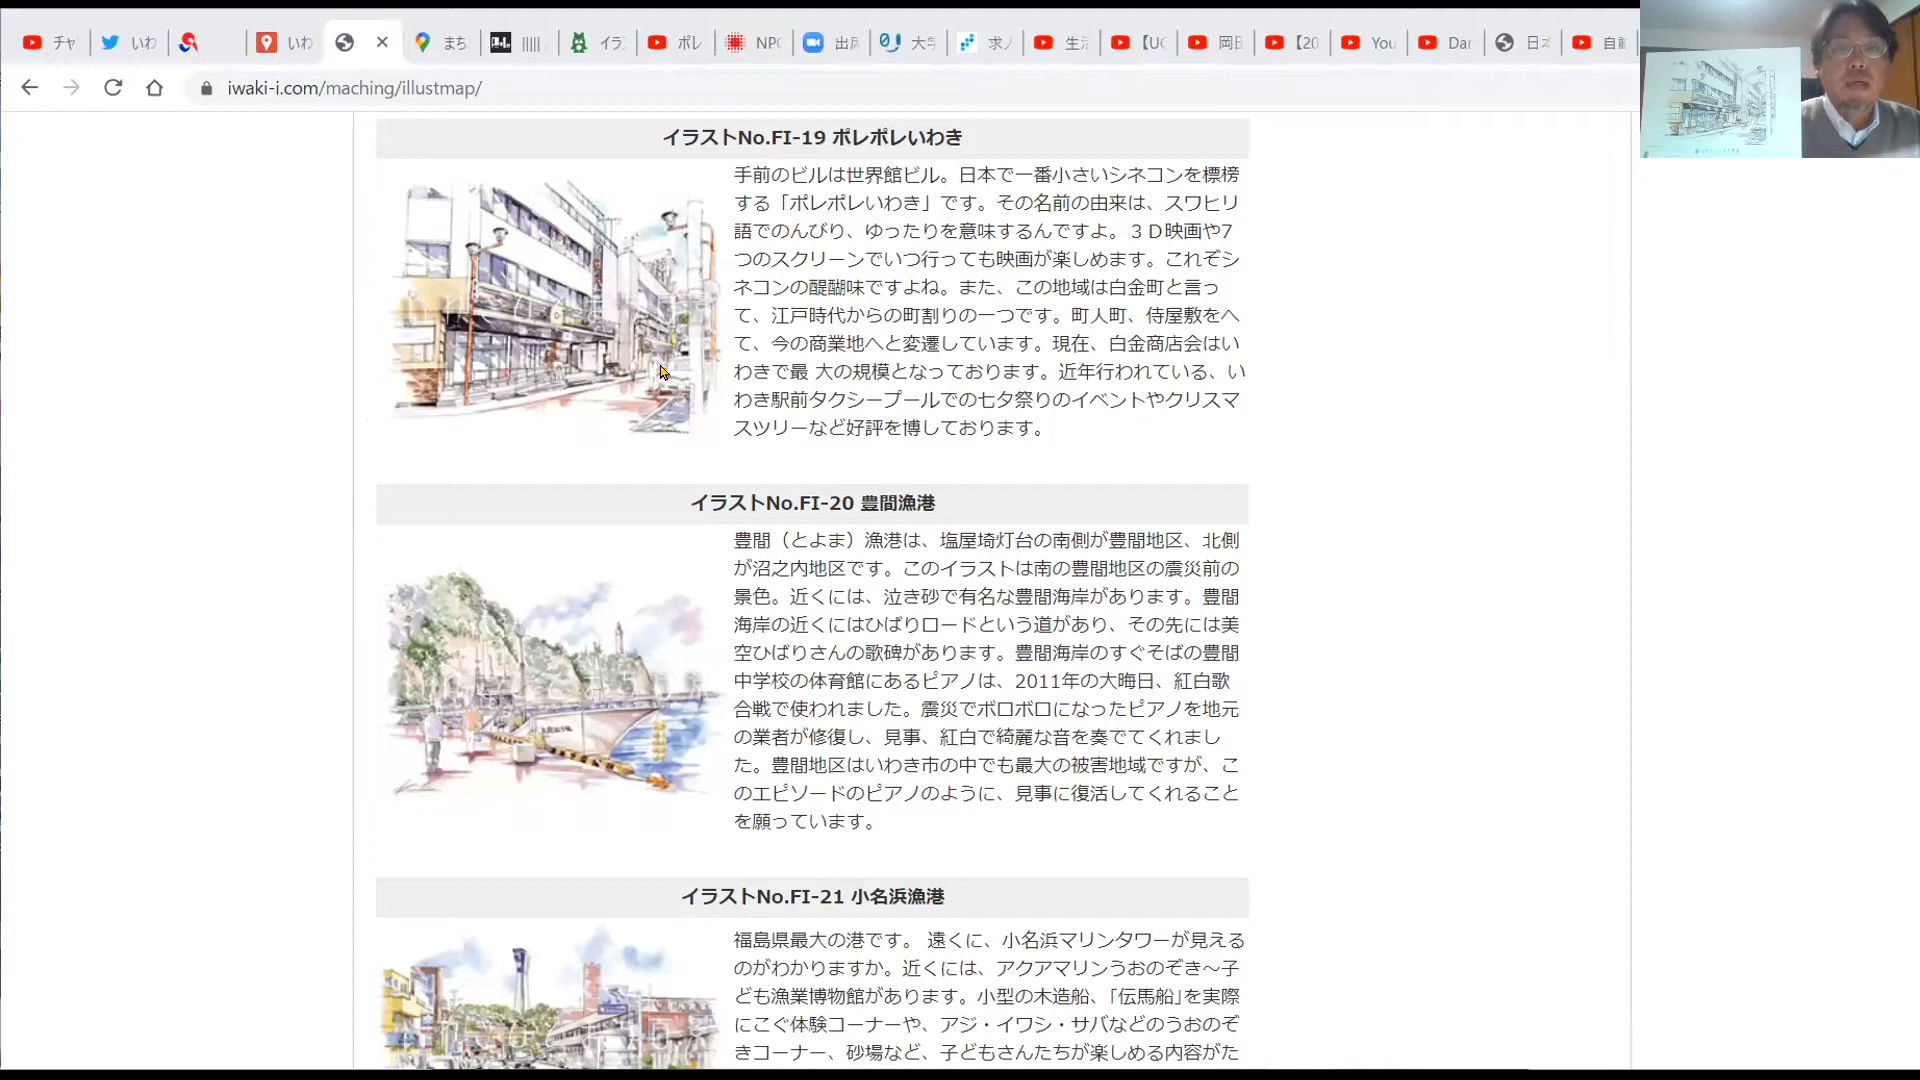 チャ
いわ
いわ
まち
イラ
ポレ
NPC
出席
大学
求人
生活
【UC
岡田
【20
You
Dar
日本
自動
iwaki-i.com/maching/illustmap/
イラストNo.FI-19 ポレポレいわき
手前のビルは世界館ビル。日本で一番小さいシネコンを標榜
する「ポレポレいわき」です。その名前の由来は、スワヒリ
語でのんびり、ゆったりを意味するんですよ。３Ｄ映画や7
つのスクリーンでいつ行っても映画が楽しめます。これぞシ
ネコンの醍醐味ですよね。また、この地域は白金町と言っ
て、江戸時代からの町割りの一つです。町人町、侍屋敷をへ
て、今の商業地へと変遷しています。現在、白金商店会はい
わきで最 大の規模となっております。近年行われている、い
わき駅前タクシープールでの七夕祭りのイベントやクリスマ
スツリーなど好評を博しております。
イラストNo.FI-20 豊間漁港
豊間（とよま）漁港は、塩屋埼灯台の南側が豊間地区、北側
が沼之内地区です。このイラストは南の豊間地区の震災前の
景色。近くには、泣き砂で有名な豊間海岸があります。豊間
海岸の近くにはひばりロードという道があり、その先には美
空ひばりさんの歌碑があります。豊間海岸のすぐそばの豊間
中学校の体育館にあるピアノは、2011年の大晦日、紅白歌
合戦で使われました。震災でボロボロになったピアノを地元
の業者が修復し、見事、紅白で綺麗な音を奏でてくれまし
た。豊間地区はいわき市の中でも最大の被害地域ですが、こ
のエピソードのピアノのように、見事に復活してくれること
を願っています。
イラストNo.FI-21 小名浜漁港
福島県最大の港です。 遠くに、小名浜マリンタワーが見える
のがわかりますか。近くには、アクアマリンうおのぞき～子
ども漁業博物館があります。小型の木造船、｢伝馬船｣を実際
にこぐ体験コーナーや、アジ・イワシ・サバなどのうおのぞ
きコーナー、砂場など、子どもさんたちが楽しめる内容がた